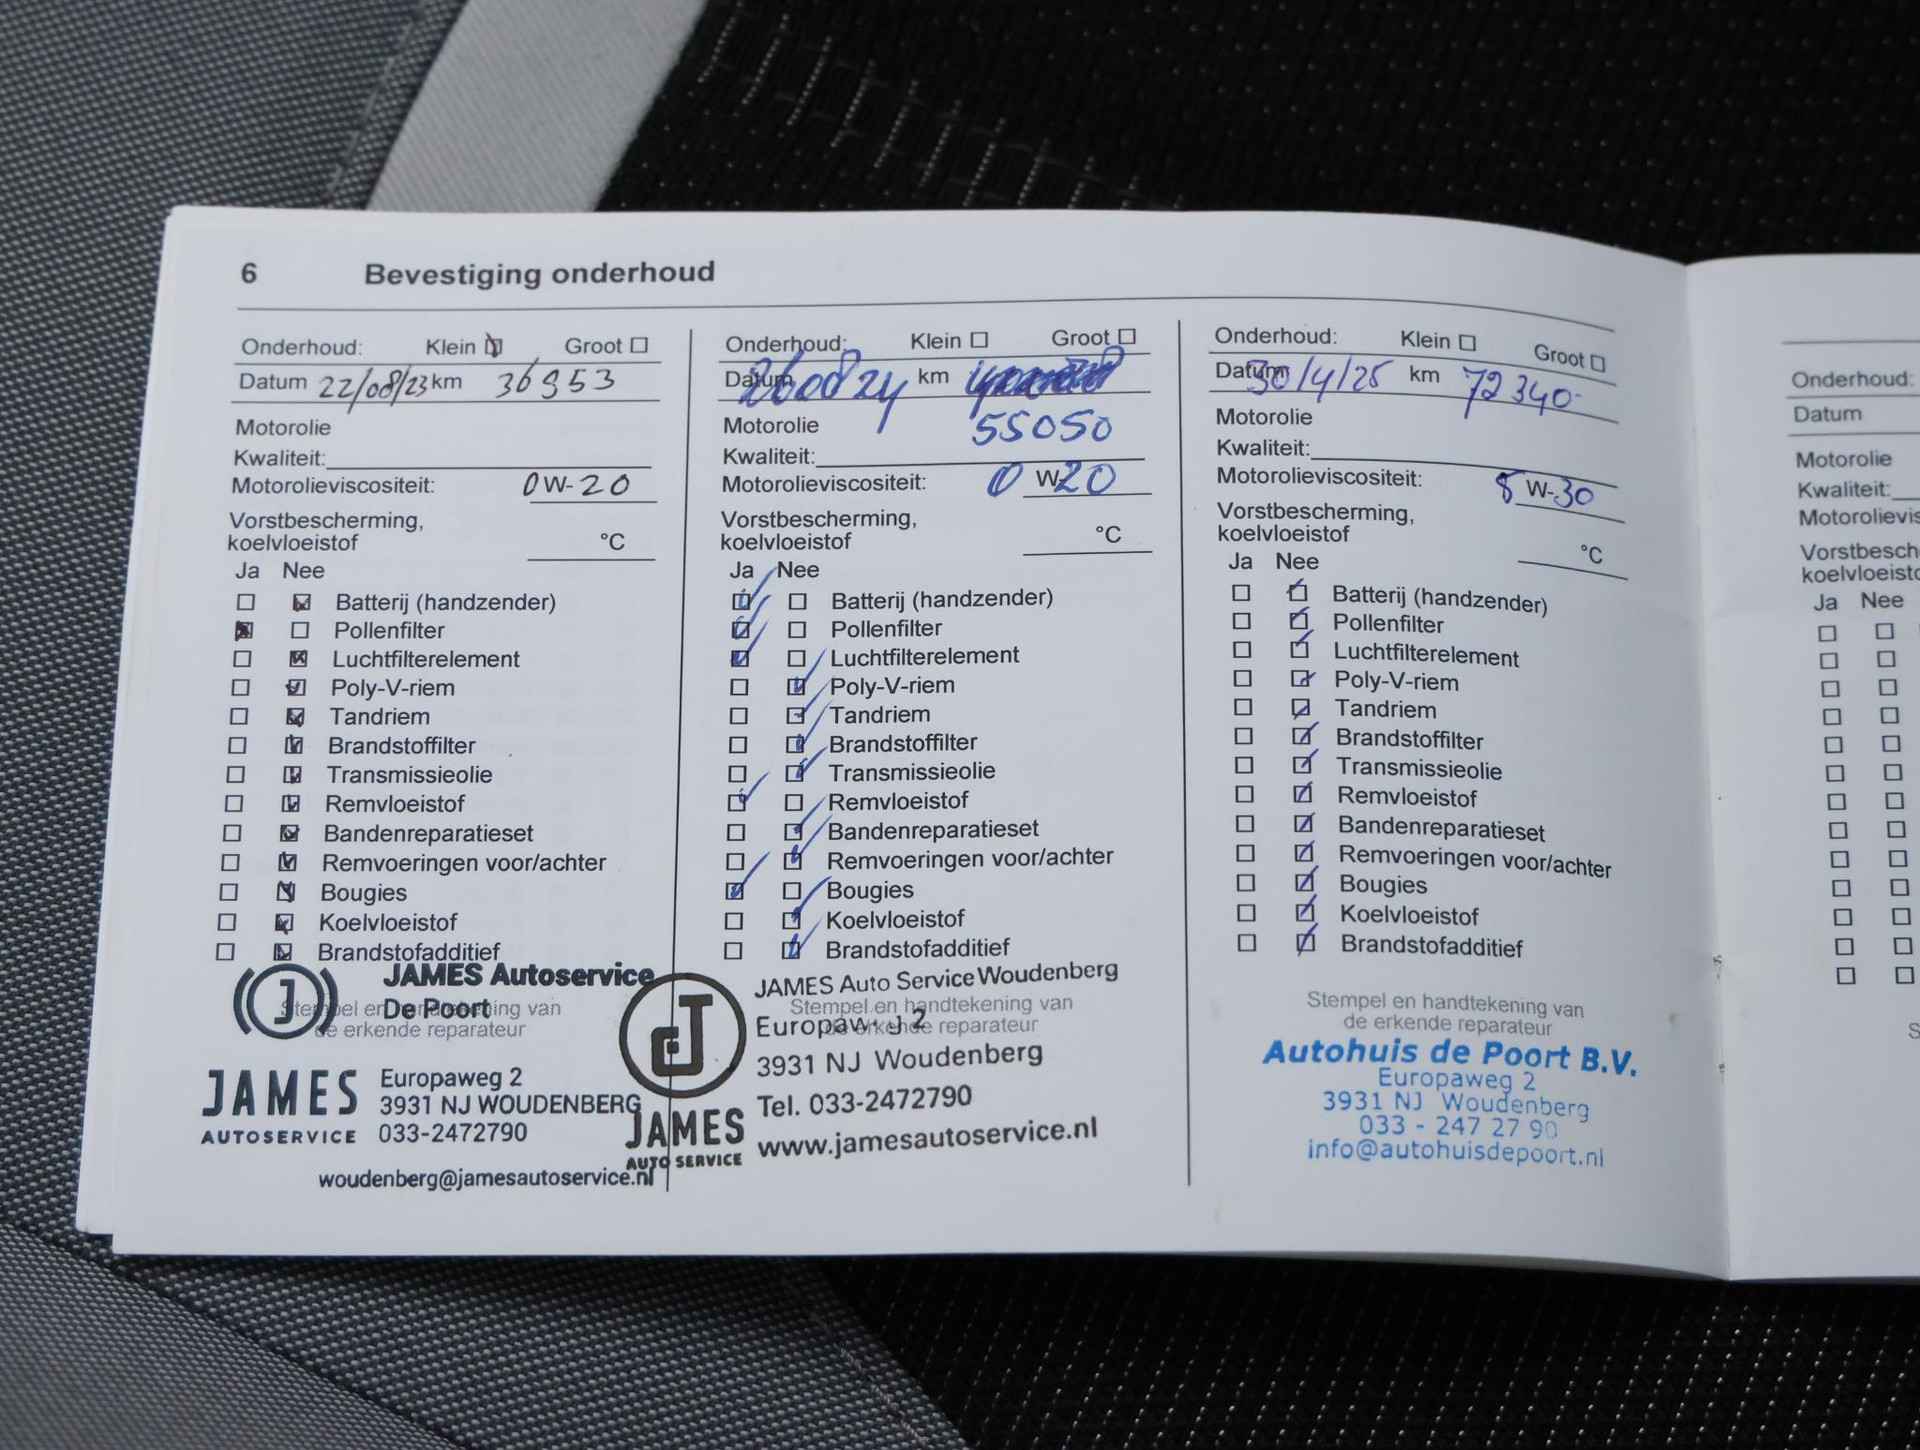 6 Bevestiging onderhoud
Onderhoud: Klein Groot
Datum 22/08/23 km 36953
Motorolie
Kwaliteit:
Motorolieviscositeit: 0 W-20
Vorstbescherming,
koelvloeistof °C
Ja Nee
Batterij (handzender)
Pollenfilter
Luchtfilterelement
Poly-V-riem
Tandriem
Brandstoffilter
Transmissieolie
Remvloeistof
Bandenreparatieset
Remvoeringen voor/achter
Bougies
Koelvloeistof
Brandstofadditief
JAMES Autoservice
De Poort
Stempel en handtekening van
de erkende reparateur
JAMES
AUTOSERVICE
Europaweg 2
3931 NJ WOUDENBERG
033-2472790
woudenberg@jamesautoservice.nl
Onderhoud: Klein Groot
Datum 260824 km
Motorolie 55050
Kwaliteit:
Motorolieviscositeit: 0 W-20
Vorstbescherming,
koelvloeistof °C
Ja Nee
Batterij (handzender)
Pollenfilter
Luchtfilterelement
Poly-V-riem
Tandriem
Brandstoffilter
Transmissieolie
Remvloeistof
Bandenreparatieset
Remvoeringen voor/achter
Bougies
Koelvloeistof
Brandstofadditief
JAMES Auto Service Woudenberg
Stempel en handtekening van
de erkende reparateur
2
3931 NJ Woudenberg
Tel. 033-2472790
www.jamesautoservice.nl
JAMES
AUTO SERVICE
Onderhoud: Klein Groot
Datum 30/4/25 km 72340
Motorolie
Kwaliteit:
Motorolieviscositeit: W-30
Vorstbescherming,
koelvloeistof °C
Ja Nee
Batterij (handzender)
Pollenfilter
Luchtfilterelement
Poly-V-riem
Tandriem
Brandstoffilter
Transmissieolie
Remvloeistof
Bandenreparatieset
Remvoeringen voor/achter
Bougies
Koelvloeistof
Brandstofadditief
Stempel en handtekening van
de erkende reparateur
Autohuis de Poort B.V.
Europaweg 2
3931 NJ Woudenberg
033 - 247 27 90
info@autohuisdepoort.nl
Onderhoud:
Datum
Motorolie
Kwaliteit:
Motorolievis
Vorstbesch
koelvloeisto
Ja Nee